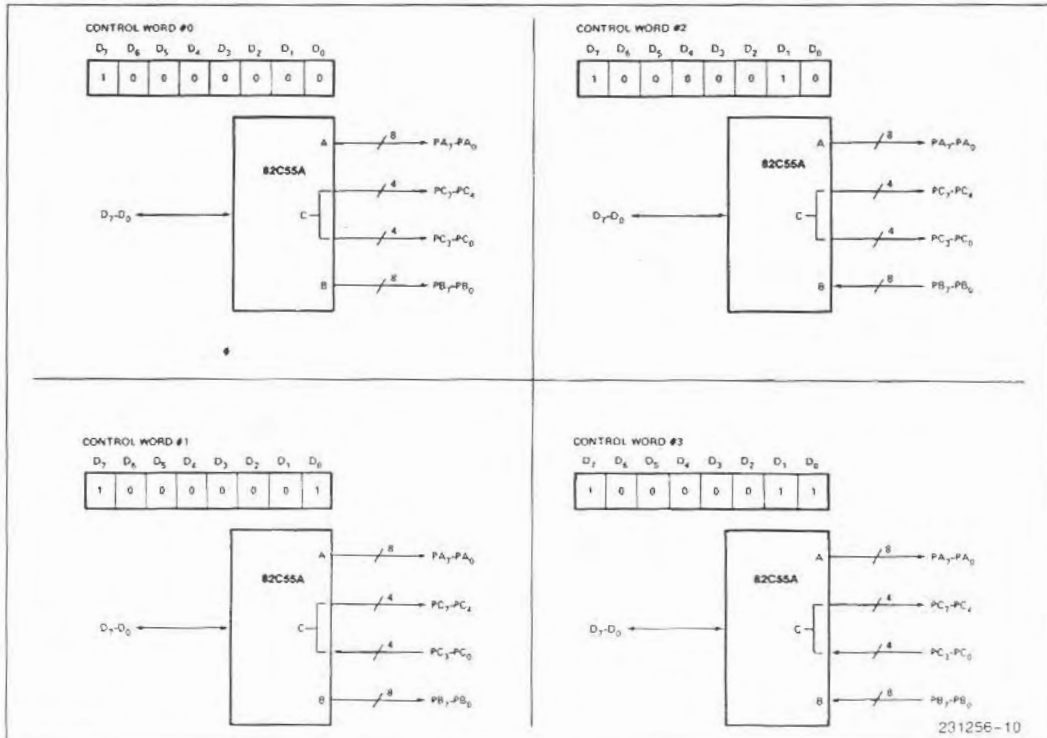 CONTROL WORD #0
D₇ D₆ D₅ D₄ D₃ D₂ D₁ D₀
1 0 0 0 0 0 0 0
A
8
PA₇-PA₀
82C55A
4
PC₇-PC₄
D₇-D₀
C
4
PC₃-PC₀
B
8
PB₇-PB₀
CONTROL WORD #2
D₇ D₆ D₅ D₄ D₃ D₂ D₁ D₀
1 0 0 0 0 0 1 0
A
8
PA₇-PA₀
82C55A
4
PC₇-PC₄
D₇-D₀
C
4
PC₃-PC₀
B
8
PB₇-PB₀
CONTROL WORD #1
D₇ D₆ D₅ D₄ D₃ D₂ D₁ D₀
1 0 0 0 0 0 0 1
A
8
PA₇-PA₀
82C55A
4
PC₇-PC₄
D₇-D₀
C
4
PC₃-PC₀
B
8
PB₇-PB₀
CONTROL WORD #3
D₇ D₆ D₅ D₄ D₃ D₂ D₁ D₀
1 0 0 0 0 0 1 1
A
8
PA₇-PA₀
82C55A
4
PC₇-PC₄
D₇-D₀
C
4
PC₃-PC₀
B
8
PB₇-PB₀
231256-10